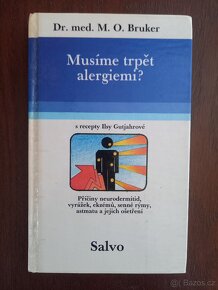 Dr. med. M. O. Bruker
Musíme trpět
alergiemi?
s recepty Ilsy Gutjahrové
Příčiny neurodermitid,
vyrážek, ekzémů, senné rýmy,
astmatu a jejich ošetření
Salvo
Bazos.cz